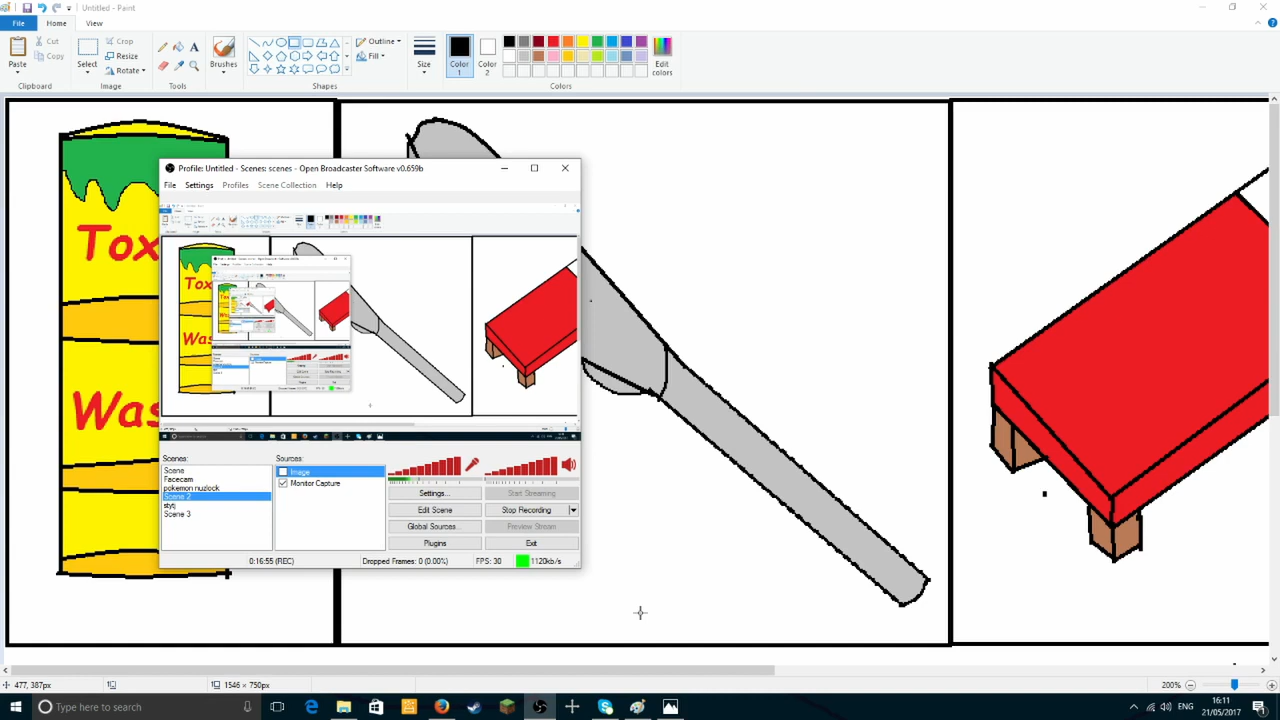 Untitled - Paint
File Home View
Paste
Cut
Copy
Clipboard
Select
Crop
Resize
Rotate
Image
Tools
Brushes
Shapes
Outline
Fill
Size
Color 1
Color 2
Edit colors
Colors
Tox
Was
Profile: Untitled - Scenes: scenes - Open Broadcaster Software v0.659b
File Settings Profiles Scene Collection Help
Tox
Was
Scenes:
Scene
Facecam
pokemon nuzlock
Scene 2
stytj
Scene 3
Sources:
Image
Monitor Capture
Settings... Start Streaming
Edit Scene Stop Recording
Global Sources... Preview Stream
Plugins Exit
0:16:55 (REC) Dropped Frames: 0 (0.00%) FPS: 30 1120kb/s
477, 387px 1546 × 750px 200%
Type here to search
ENG
16:11
21/05/2017